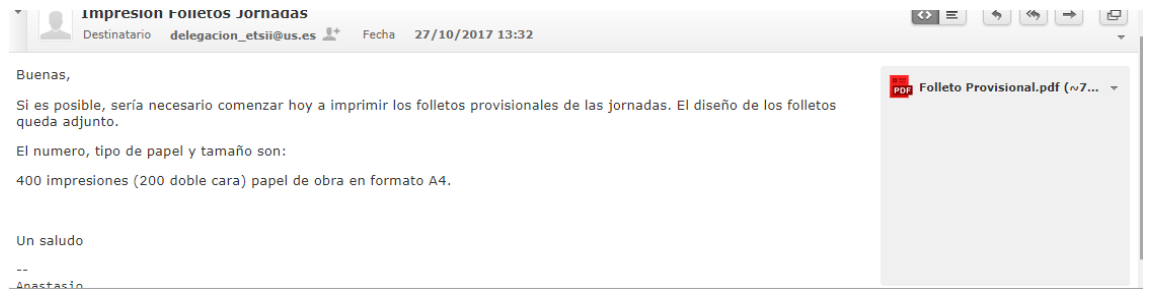 Impresión Folletos Jornadas
Destinatario delegacion_etsii@us.es Fecha 27/10/2017 13:32
Buenas,
Si es posible, sería necesario comenzar hoy a imprimir los folletos provisionales de las jornadas. El diseño de los folletos
queda adjunto.
El numero, tipo de papel y tamaño son:
400 impresiones (200 doble cara) papel de obra en formato A4.
Un saludo
--
Anastasio
PDF Folleto Provisional.pdf (~7...